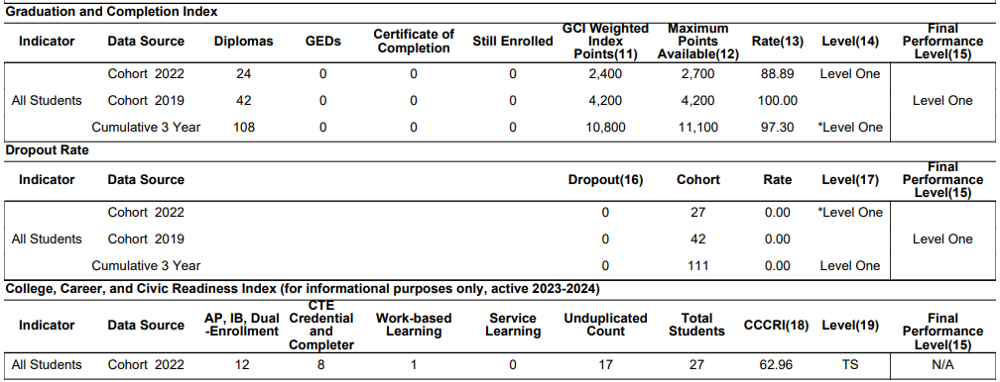 Graduation and Completion Index
Indicator Data Source Diplomas GEDs Certificate of Completion Still Enrolled GCI Weighted Index Points(11) Maximum Points Available(12) Rate(13) Level(14) Final Performance Level(15)
Cohort 2022 24 0 0 0 2,400 2,700 88.89 Level One
All Students Cohort 2019 42 0 0 0 4,200 4,200 100.00 Level One
Cumulative 3 Year 108 0 0 0 10,800 11,100 97.30 *Level One
Dropout Rate
Indicator Data Source Dropout(16) Cohort Rate Level(17) Final Performance Level(15)
Cohort 2022 0 27 0.00 *Level One
All Students Cohort 2019 0 42 0.00 Level One
Cumulative 3 Year 0 111 0.00 Level One
College, Career, and Civic Readiness Index (for informational purposes only, active 2023-2024)
Indicator Data Source AP, IB, Dual -Enrollment CTE Credential and Completer Work-based Learning Service Learning Unduplicated Count Total Students CCCRI(18) Level(19) Final Performance Level(15)
All Students Cohort 2022 12 8 1 0 17 27 62.96 TS N/A